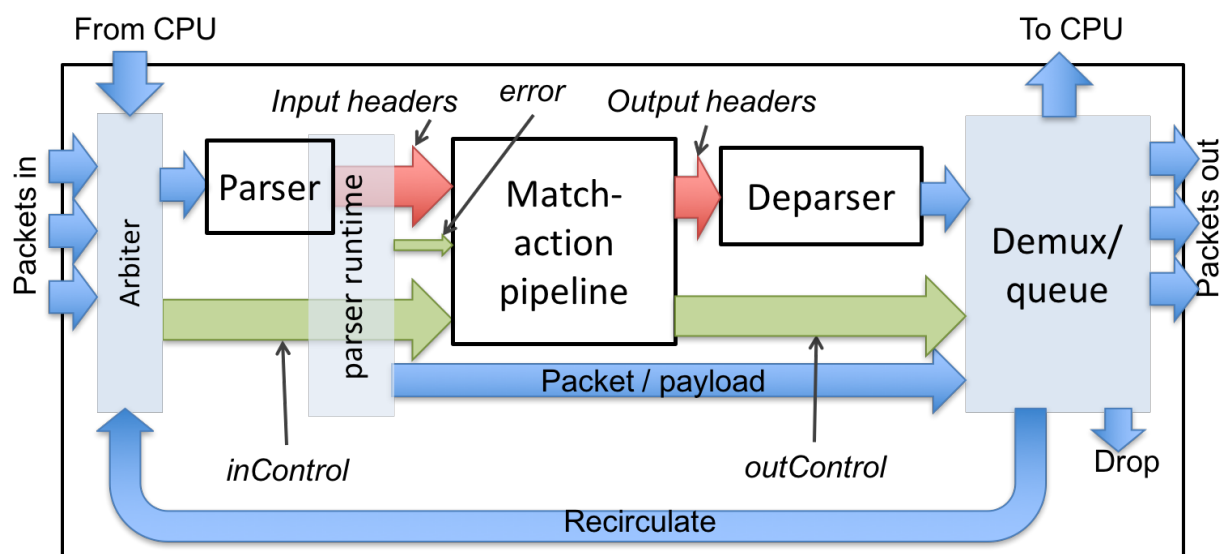 From CPU
To CPU
Input headers
error
Output headers
Packets in
Arbiter
Parser
parser runtime
Match-
action
pipeline
Deparser
Demux/
queue
Packets out
Packet / payload
inControl
outControl
Drop
Recirculate